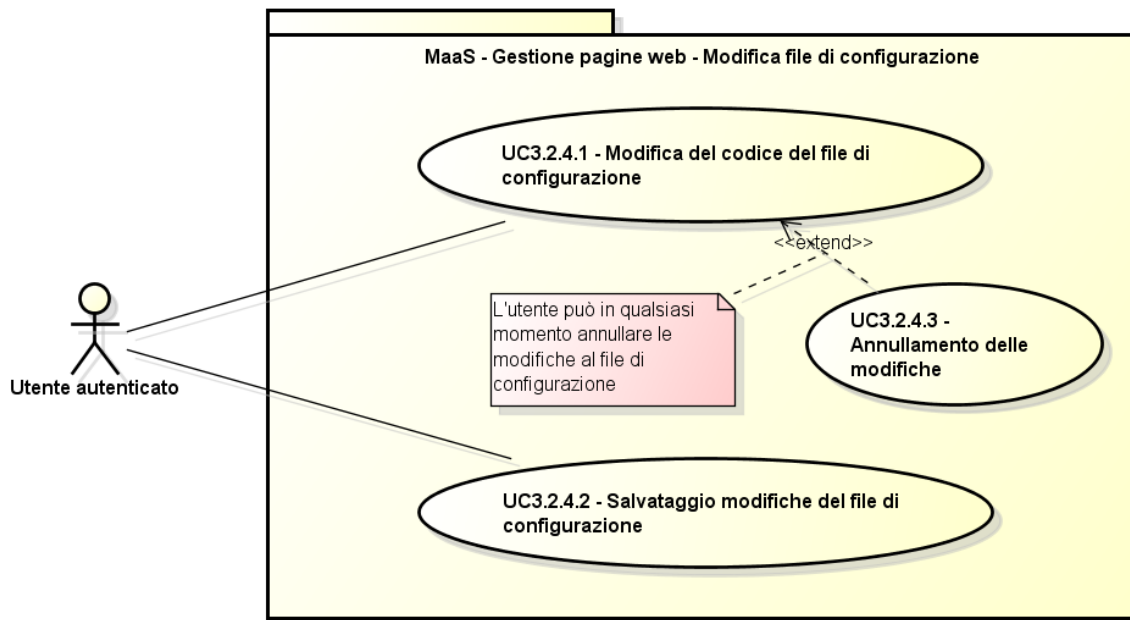 MaaS - Gestione pagine web - Modifica file di configurazione
UC3.2.4.1 - Modifica del codice del file di
configurazione
<<extend>>
L'utente può in qualsiasi
momento annullare le
modifiche al file di
configurazione
UC3.2.4.3 -
Annullamento delle
modifiche
Utente autenticato
UC3.2.4.2 - Salvataggio modifiche del file di
configurazione